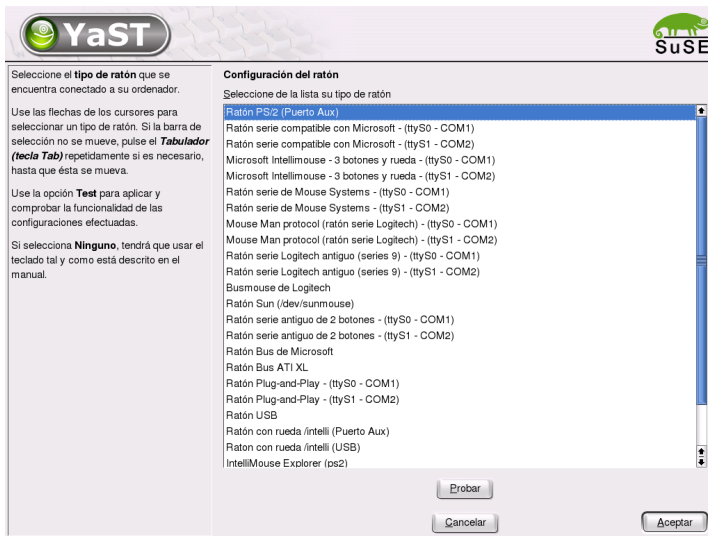 YaST
SuSE
Seleccione el tipo de ratón que se
encuentra conectado a su ordenador.
Use las flechas de los cursores para
seleccionar un tipo de ratón. Si la barra de
selección no se mueve, pulse el Tabulador
(tecla Tab) repetidamente si es necesario,
hasta que ésta se mueva.
Use la opción Test para aplicar y
comprobar la funcionalidad de las
configuraciones efectuadas.
Si selecciona Ninguno, tendrá que usar el
teclado tal y como está descrito en el
manual.
Configuración del ratón
Seleccione de la lista su tipo de ratón
Ratón PS/2 (Puerto Aux)
Ratón serie compatible con Microsoft - (ttyS0 - COM1)
Ratón serie compatible con Microsoft - (ttyS1 - COM2)
Microsoft Intellimouse - 3 botones y rueda - (ttyS0 - COM1)
Microsoft Intellimouse - 3 botones y rueda - (ttyS1 - COM2)
Ratón serie de Mouse Systems - (ttyS0 - COM1)
Ratón serie de Mouse Systems - (ttyS1 - COM2)
Mouse Man protocol (ratón serie Logitech) - (ttyS0 - COM1)
Mouse Man protocol (ratón serie Logitech) - (ttyS1 - COM2)
Ratón serie Logitech antiguo (series 9) - (ttyS0 - COM1)
Ratón serie Logitech antiguo (series 9) - (ttyS1 - COM2)
Busmouse de Logitech
Ratón Sun (/dev/sunmouse)
Ratón serie antiguo de 2 botones - (ttyS0 - COM1)
Ratón serie antiguo de 2 botones - (ttyS1 - COM2)
Ratón Bus de Microsoft
Ratón Bus ATI XL
Ratón Plug-and-Play - (ttyS0 - COM1)
Ratón Plug-and-Play - (ttyS1 - COM2)
Ratón USB
Ratón con rueda /intelli (Puerto Aux)
Raton con rueda /intelli (USB)
IntelliMouse Explorer (ps2)
Probar
Cancelar
Aceptar